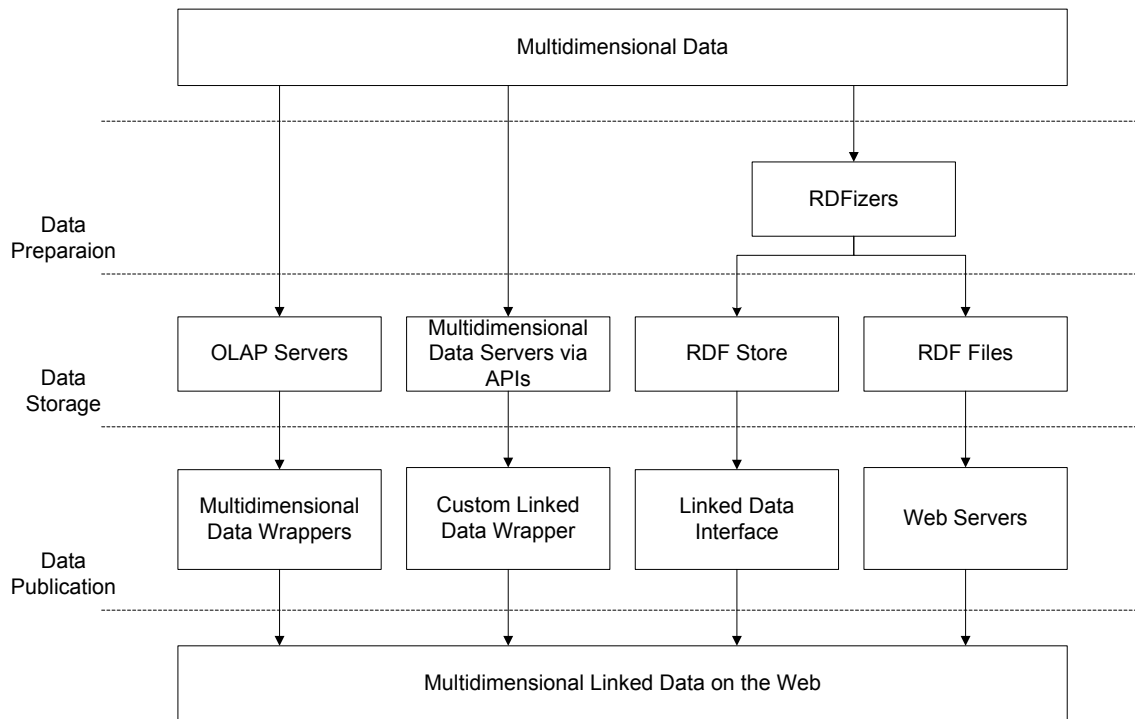 Multidimensional Data
RDFizers
Data
Preparaion
OLAP Servers
Multidimensional
Data Servers via
APIs
RDF Store
RDF Files
Data
Storage
Multidimensional
Data Wrappers
Custom Linked
Data Wrapper
Linked Data
Interface
Web Servers
Data
Publication
Multidimensional Linked Data on the Web